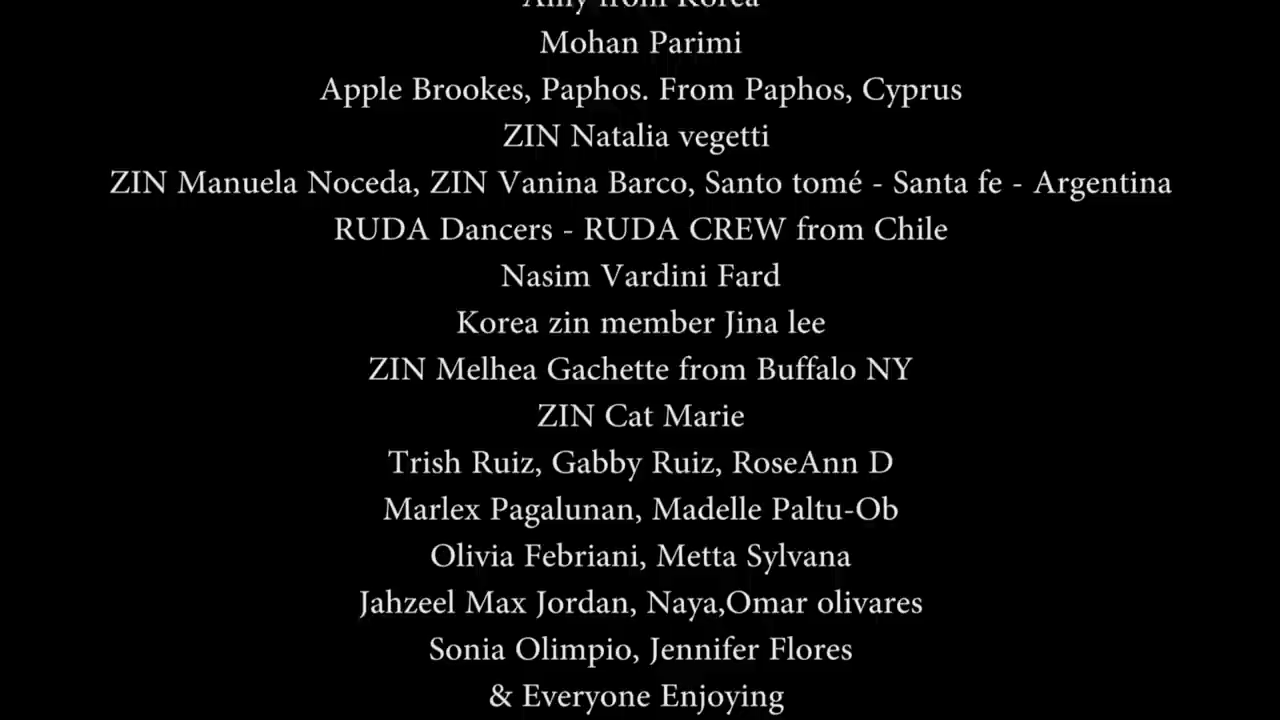 Amy from Korea
Mohan Parimi
Apple Brookes, Paphos. From Paphos, Cyprus
ZIN Natalia vegetti
ZIN Manuela Noceda, ZIN Vanina Barco, Santo tomé - Santa fe - Argentina
RUDA Dancers - RUDA CREW from Chile
Nasim Vardini Fard
Korea zin member Jina lee
ZIN Melhea Gachette from Buffalo NY
ZIN Cat Marie
Trish Ruiz, Gabby Ruiz, RoseAnn D
Marlex Pagalunan, Madelle Paltu-Ob
Olivia Febriani, Metta Sylvana
Jahzeel Max Jordan, Naya,Omar olivares
Sonia Olimpio, Jennifer Flores
& Everyone Enjoying